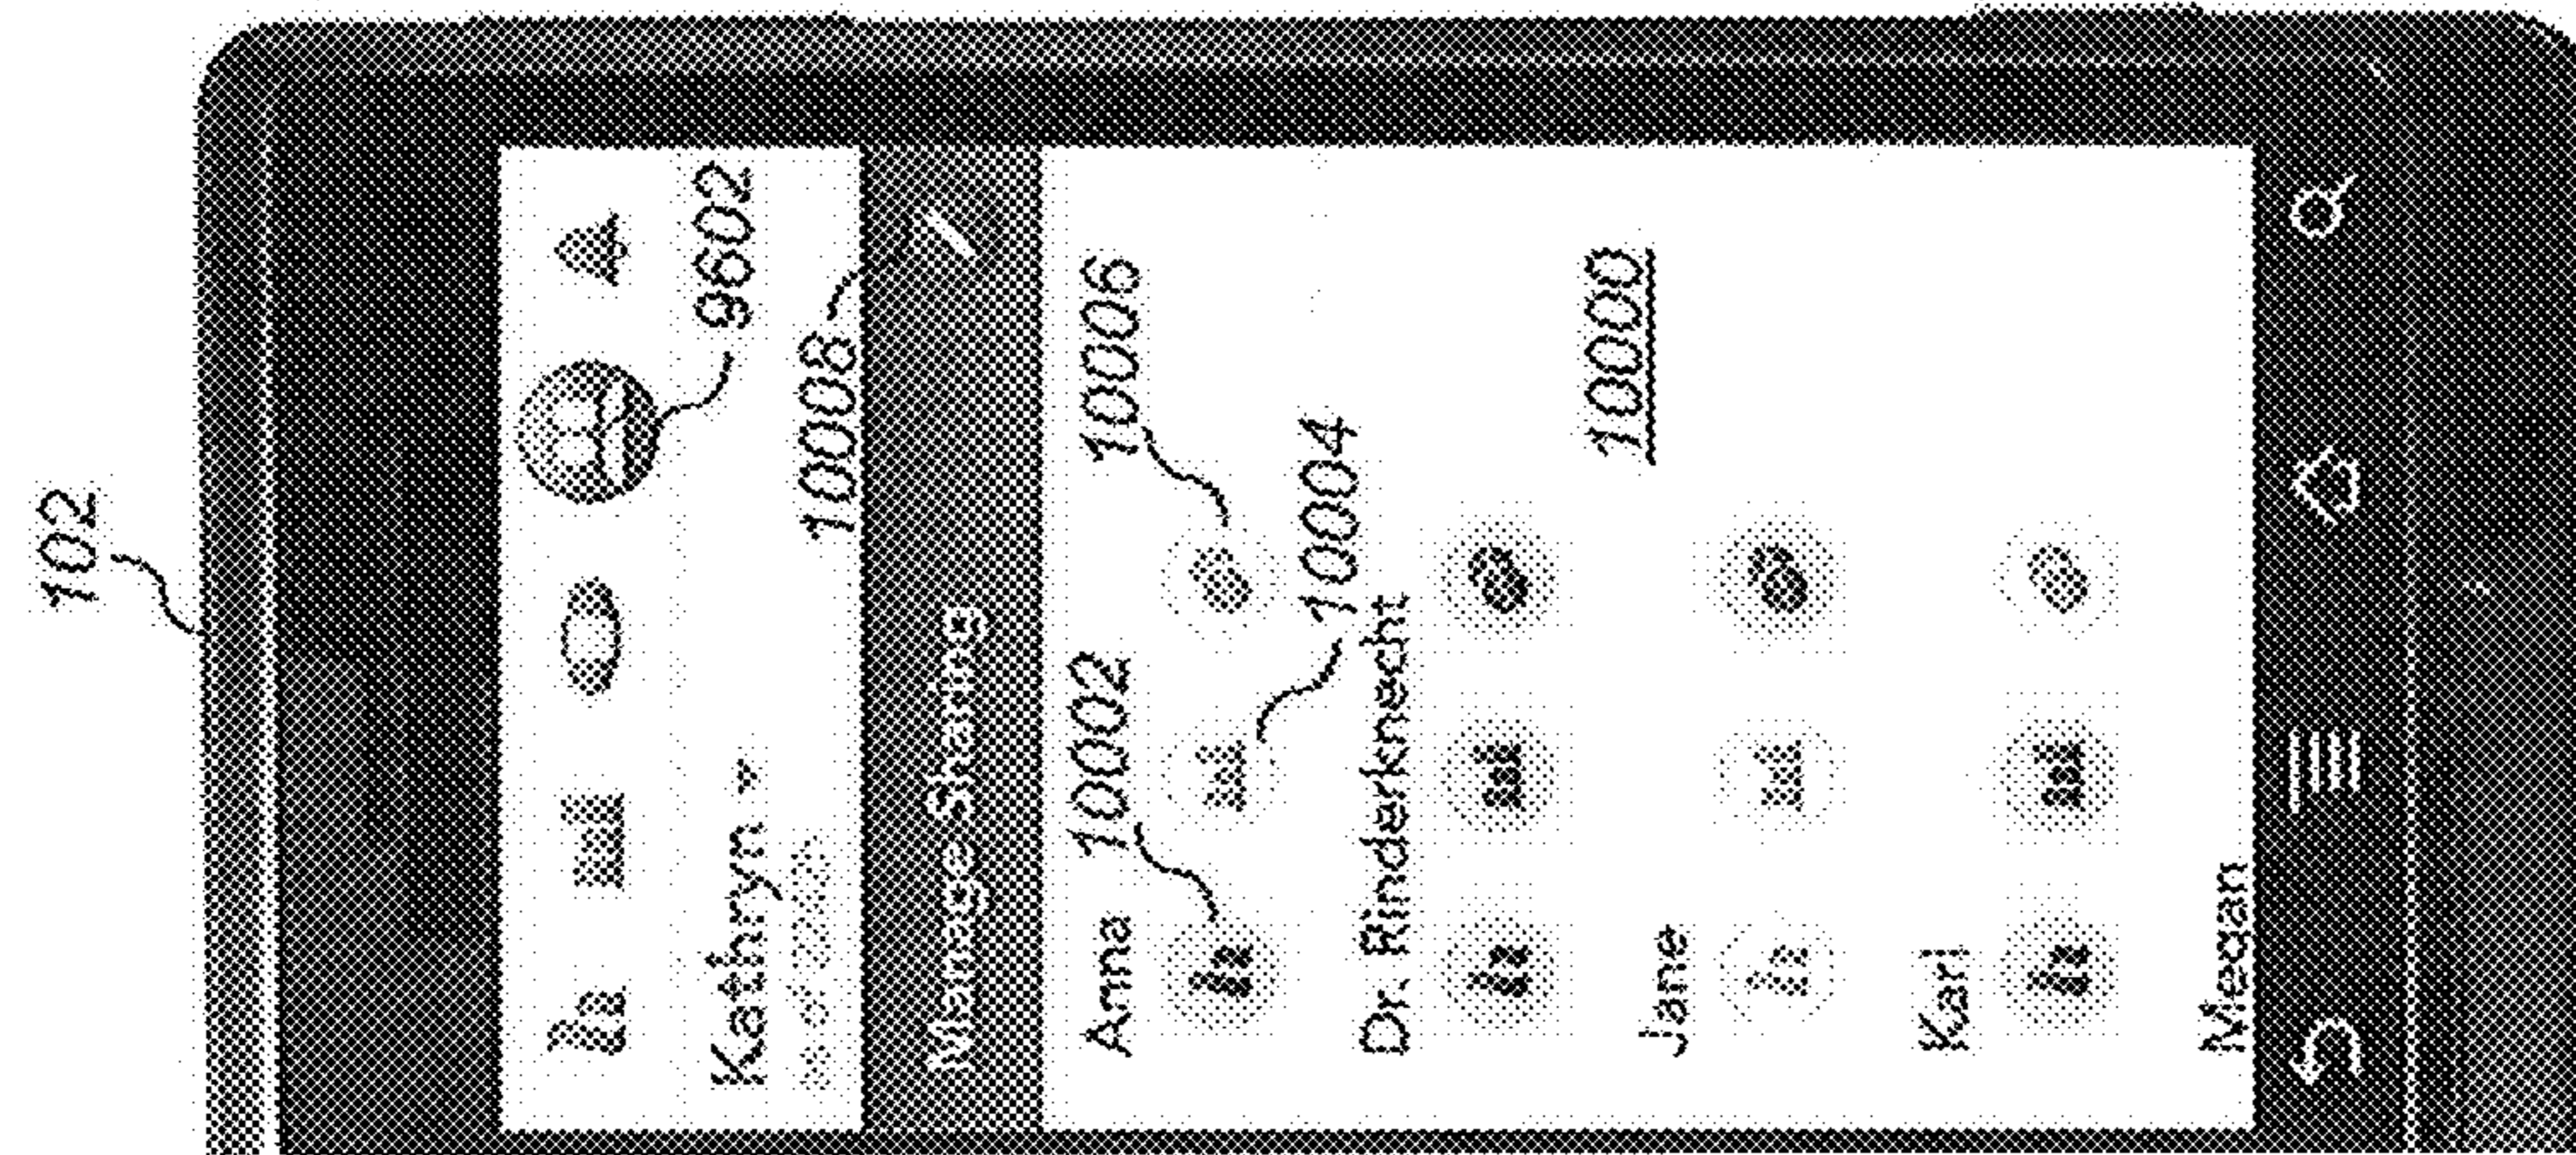 102
9602
Kathryn
10008
Manage Sharing
10006
10002
Anna
10004
Dr. Rinderknecht
10000
Jane
Karl
Megan